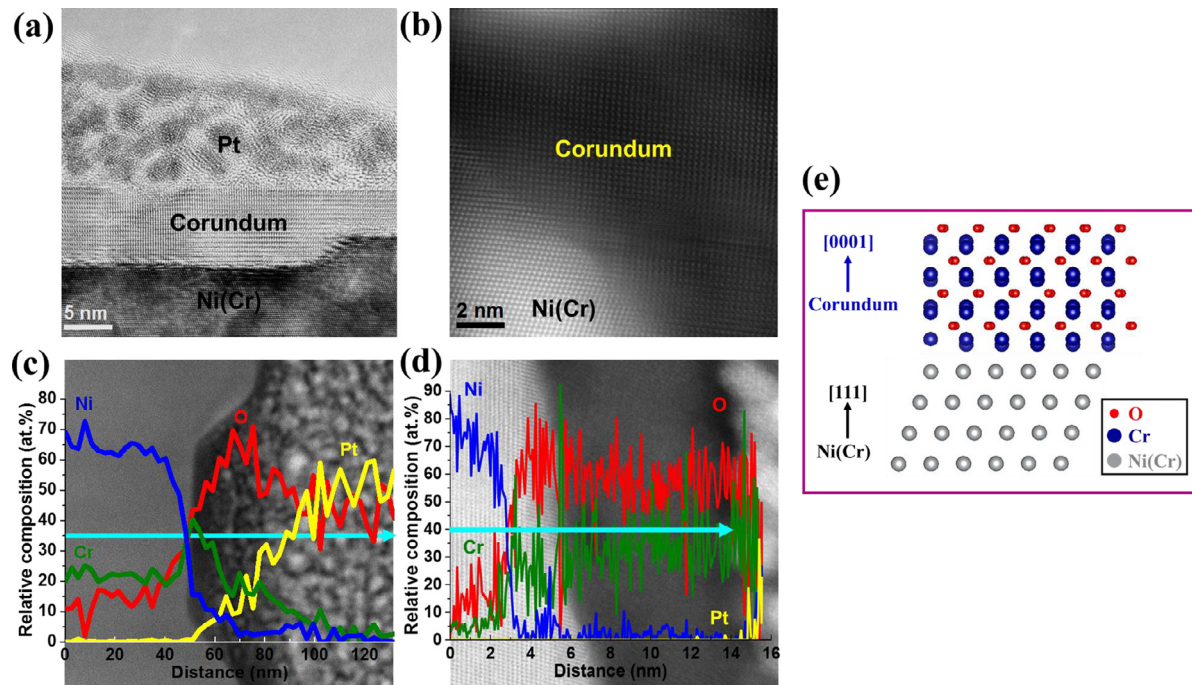 (a)
Pt
Corundum
Ni(Cr)
5 nm
(b)
Corundum
Ni(Cr)
2 nm
(c)
Relative composition (at.%)
80
70
60
50
40
30
20
10
0
Ni
O
Pt
Cr
0 20 40 60 80 100 120
Distance (nm)
(d)
Relative composition (at.%)
90
80
70
60
50
40
30
20
10
0
Ni
O
Cr
Pt
0 2 4 6 8 10 12 14 16
Distance (nm)
(e)
[0001]
Corundum
[111]
Ni(Cr)
O
Cr
Ni(Cr)